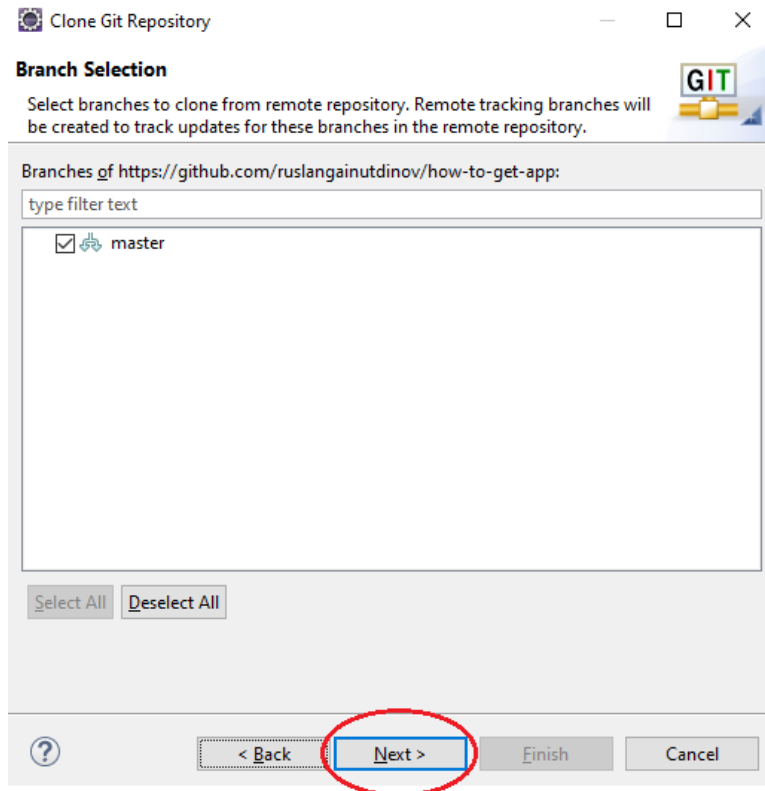 Clone Git Repository
Branch Selection
GIT
Select branches to clone from remote repository. Remote tracking branches will
be created to track updates for these branches in the remote repository.
Branches of https://github.com/ruslangainutdinov/how-to-get-app:
type filter text
master
Select All Deselect All
? < Back Next > Finish Cancel